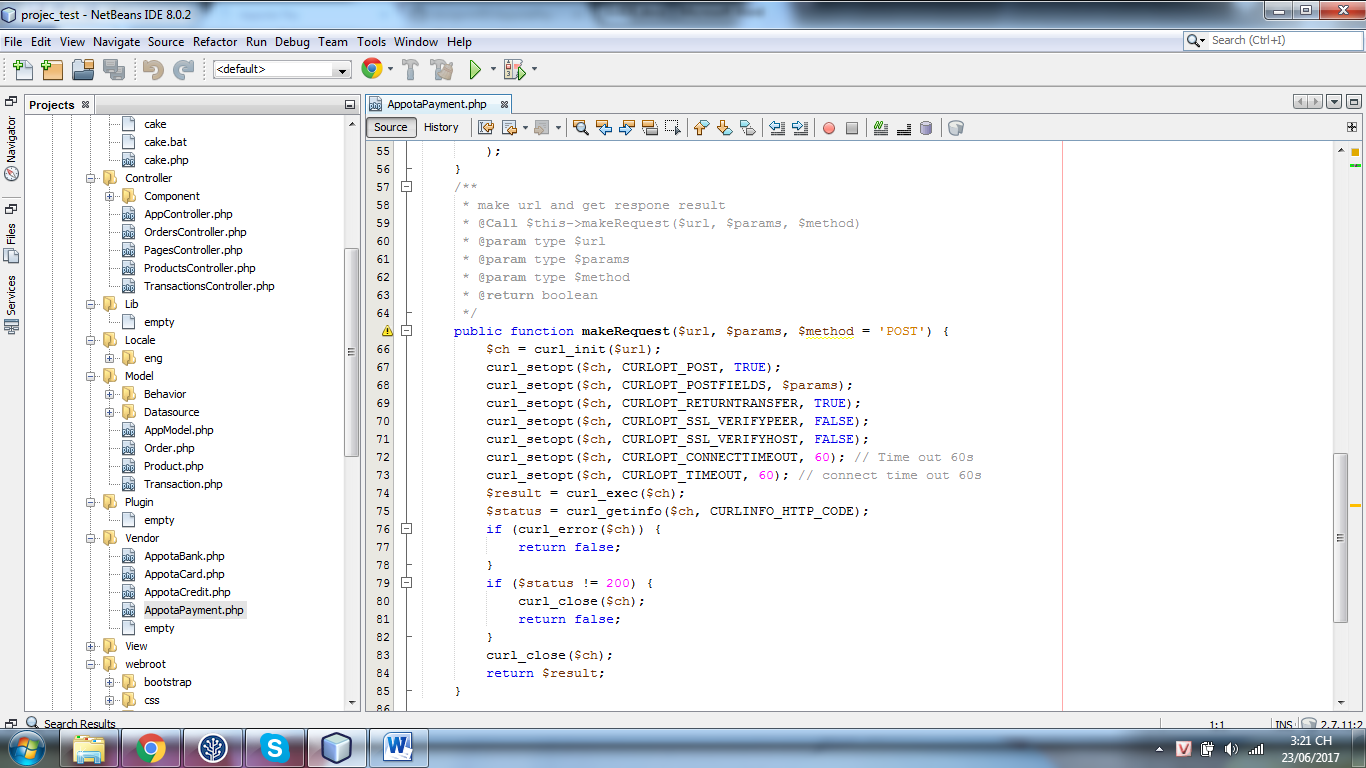 projec_test - NetBeans IDE 8.0.2
File Edit View Navigate Source Refactor Run Debug Team Tools Window Help
Search (Ctrl+I)
<default>
Navigator
Files
Services
Projects
cake
cake.bat
cake.php
Controller
Component
AppController.php
OrdersController.php
PagesController.php
ProductsController.php
TransactionsController.php
Lib
empty
Locale
eng
Model
Behavior
Datasource
AppModel.php
Order.php
Product.php
Transaction.php
Plugin
empty
Vendor
AppotaBank.php
AppotaCard.php
AppotaCredit.php
AppotaPayment.php
empty
View
webroot
bootstrap
css
AppotaPayment.php
Source History
55 );
56 }
57 /**
58 * make url and get respone result
59 * @Call $this->makeRequest($url, $params, $method)
60 * @param type $url
61 * @param type $params
62 * @param type $method
63 * @return boolean
64 */
public function makeRequest($url, $params, $method = 'POST') {
66 $ch = curl_init($url);
67 curl_setopt($ch, CURLOPT_POST, TRUE);
68 curl_setopt($ch, CURLOPT_POSTFIELDS, $params);
69 curl_setopt($ch, CURLOPT_RETURNTRANSFER, TRUE);
70 curl_setopt($ch, CURLOPT_SSL_VERIFYPEER, FALSE);
71 curl_setopt($ch, CURLOPT_SSL_VERIFYHOST, FALSE);
72 curl_setopt($ch, CURLOPT_CONNECTTIMEOUT, 60); // Time out 60s
73 curl_setopt($ch, CURLOPT_TIMEOUT, 60); // connect time out 60s
74 $result = curl_exec($ch);
75 $status = curl_getinfo($ch, CURLINFO_HTTP_CODE);
76 if (curl_error($ch)) {
77 return false;
78 }
79 if ($status != 200) {
80 curl_close($ch);
81 return false;
82 }
83 curl_close($ch);
84 return $result;
85 }
86
Search Results
1:1 INS 2.7.11:2
3:21 CH
23/06/2017